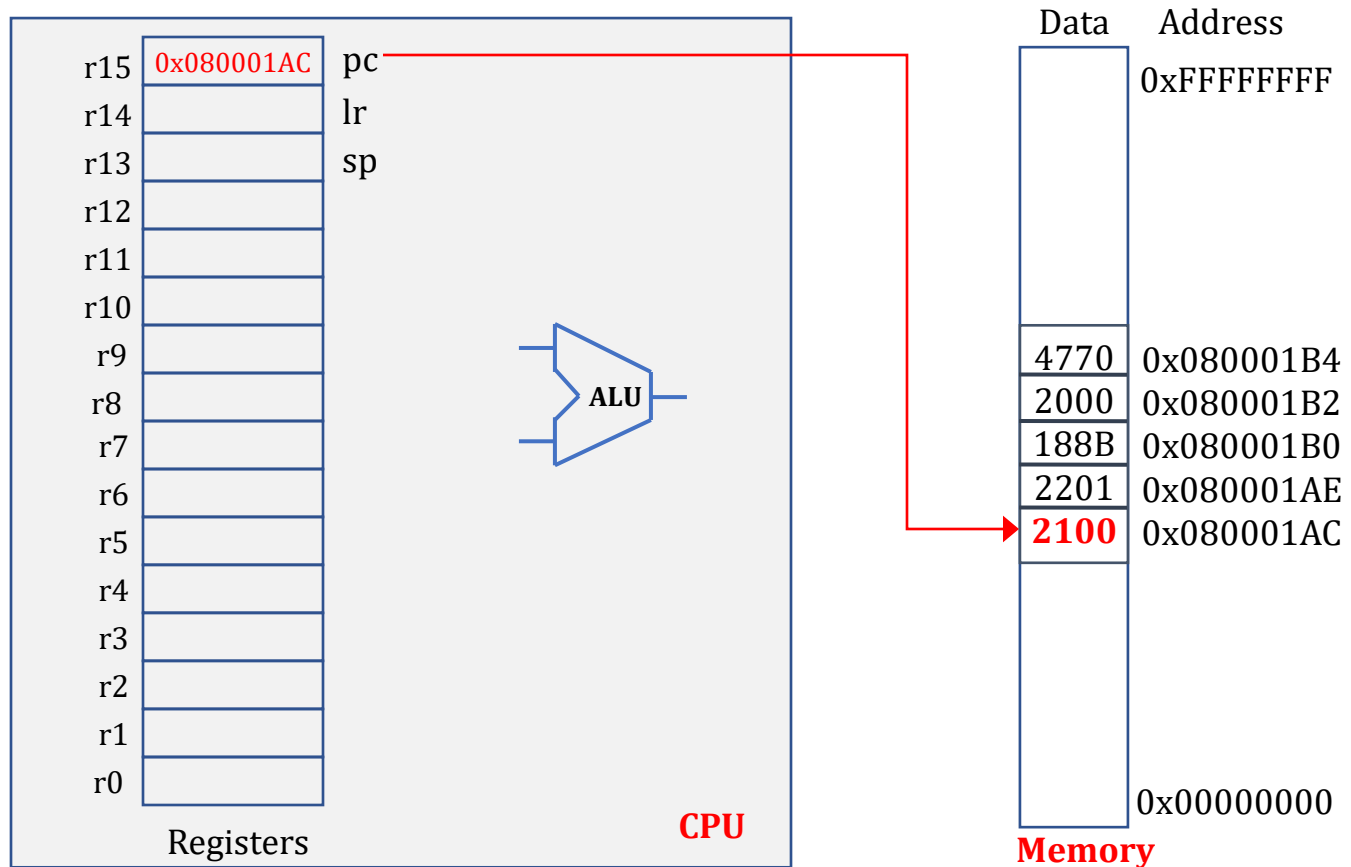 Data Address
r15 0x080001AC pc
0xFFFFFFFF
r14 lr
r13 sp
r12
r11
r10
r9
4770 0x080001B4
r8
ALU
2000 0x080001B2
r7
188B 0x080001B0
r6
2201 0x080001AE
r5
2100 0x080001AC
r4
r3
r2
r1
r0
0x00000000
Registers
CPU
Memory